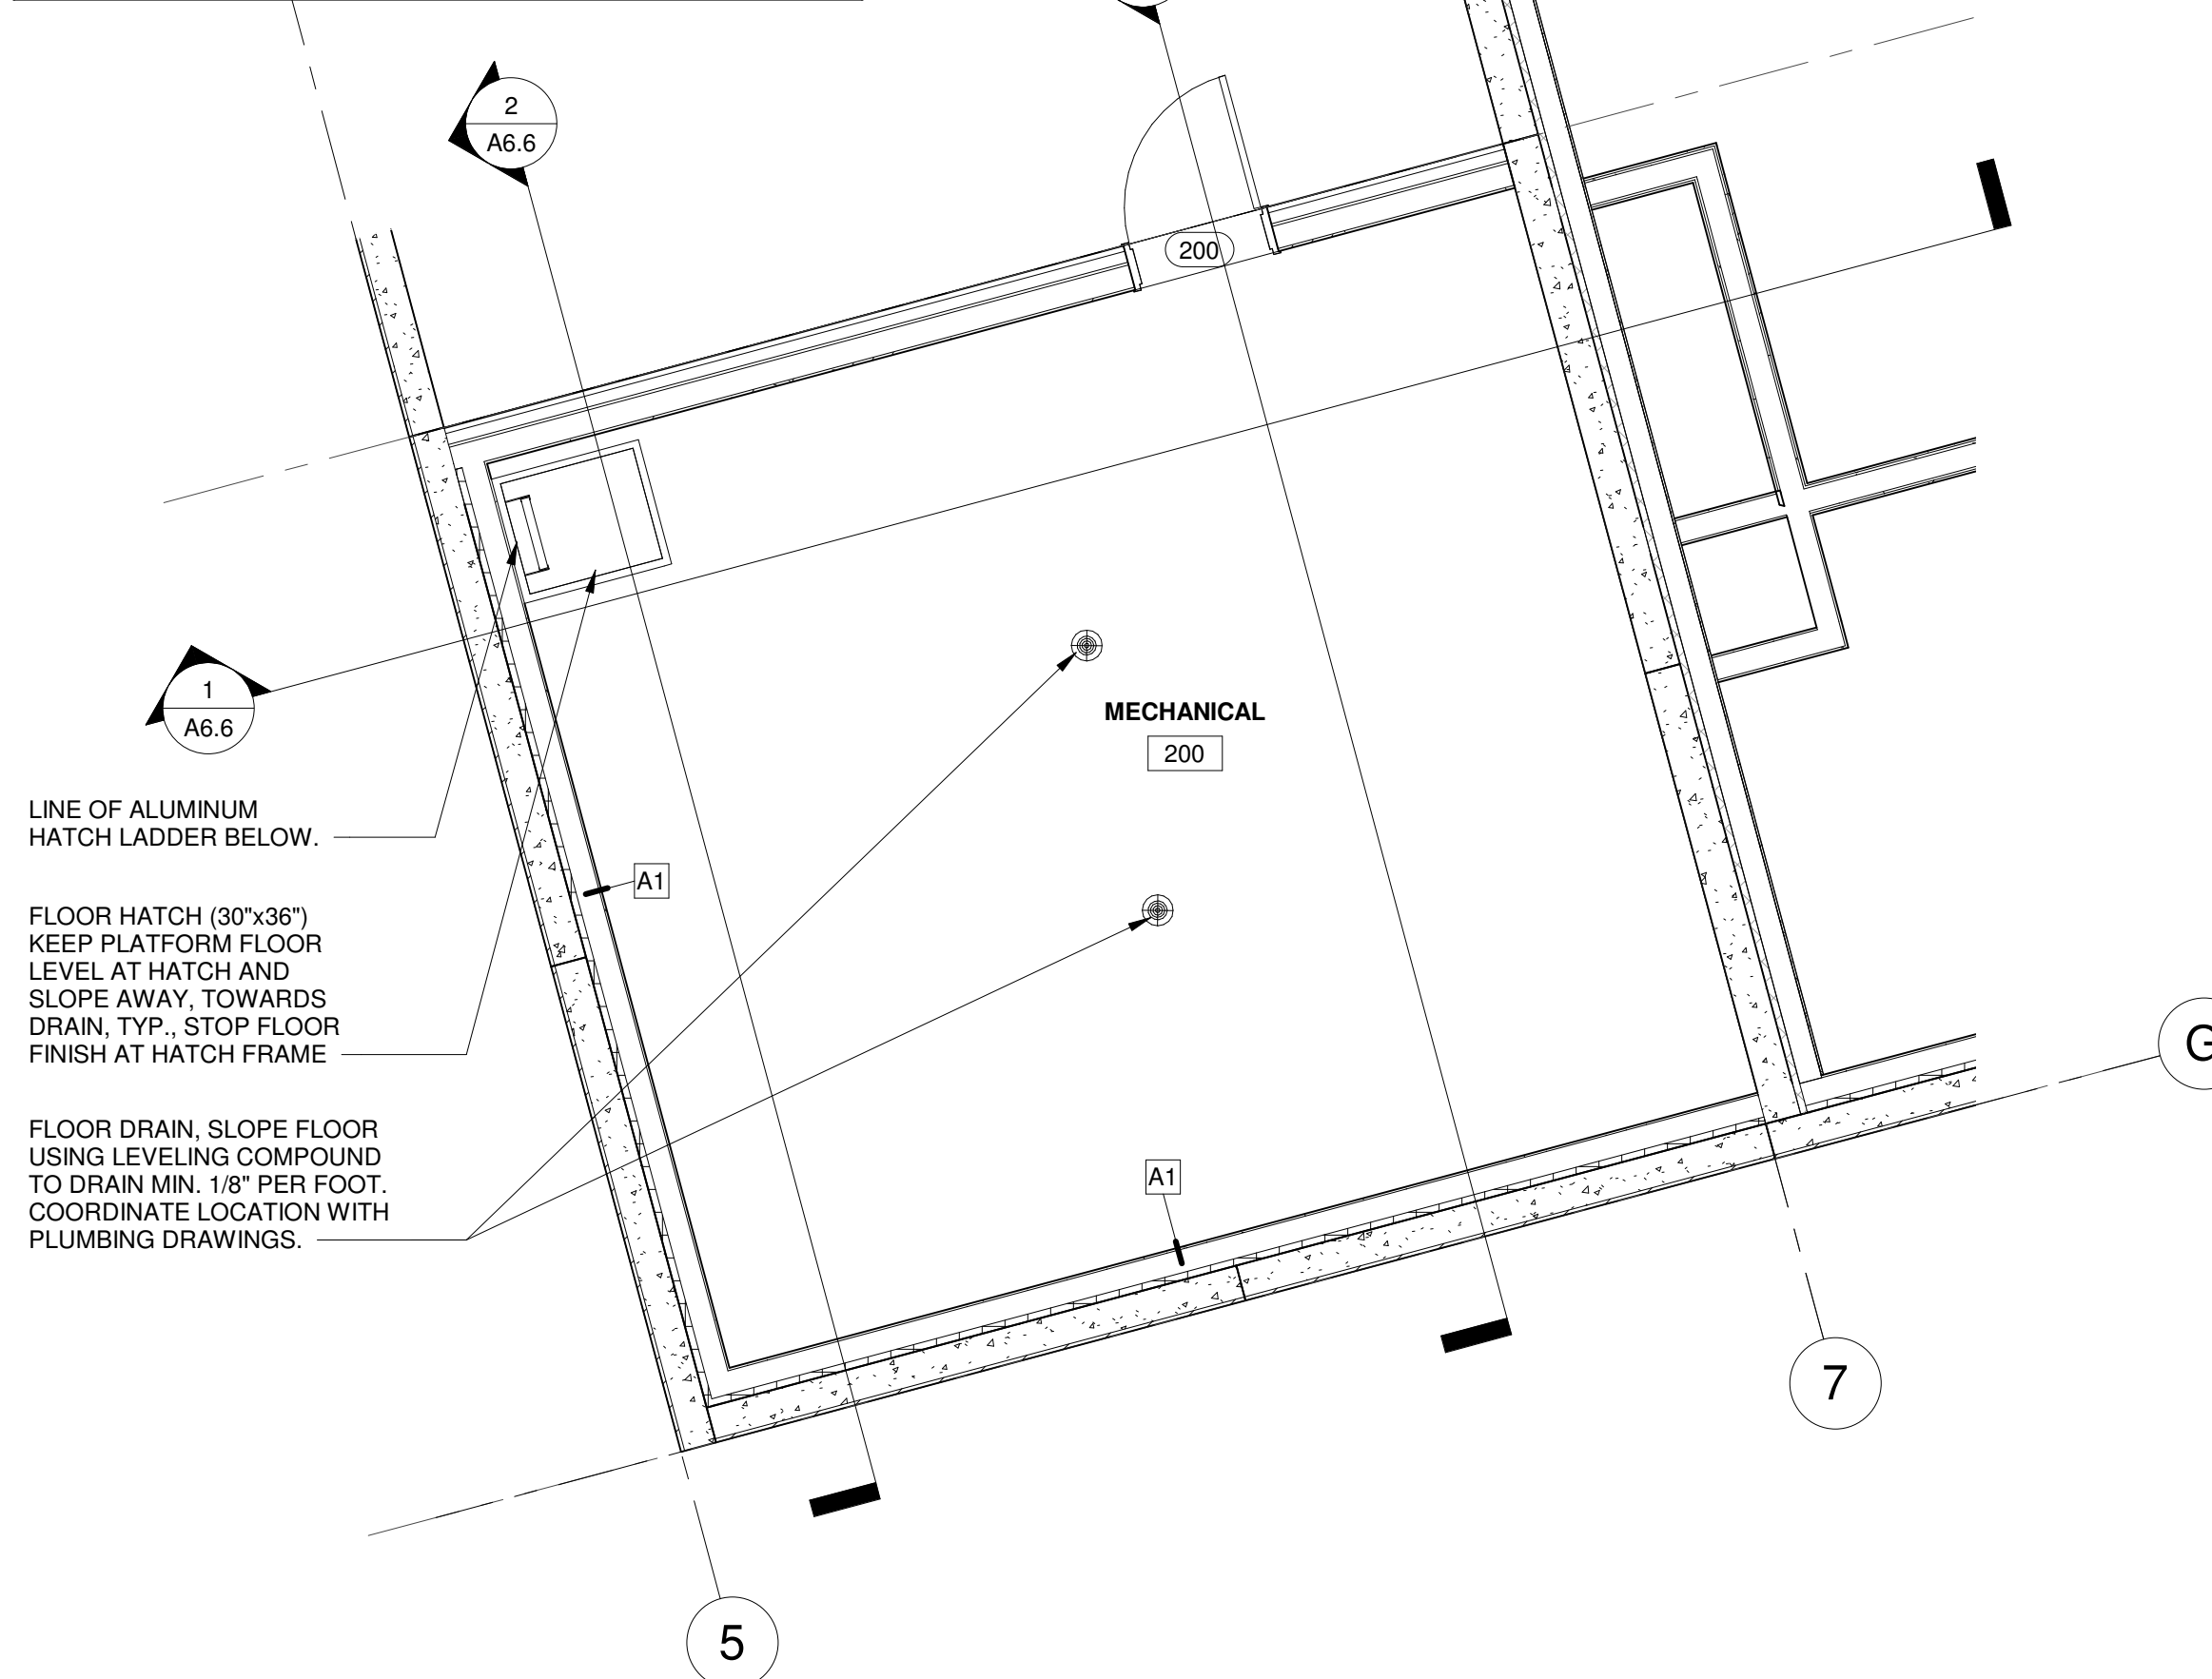 2
A6.6
200
1
A6.6
MECHANICAL
200
LINE OF ALUMINUM
HATCH LADDER BELOW.
A1
FLOOR HATCH (30"x36")
KEEP PLATFORM FLOOR
LEVEL AT HATCH AND
SLOPE AWAY, TOWARDS
DRAIN, TYP., STOP FLOOR
FINISH AT HATCH FRAME
G
FLOOR DRAIN, SLOPE FLOOR
USING LEVELING COMPOUND
TO DRAIN MIN. 1/8" PER FOOT.
COORDINATE LOCATION WITH
PLUMBING DRAWINGS.
A1
7
5